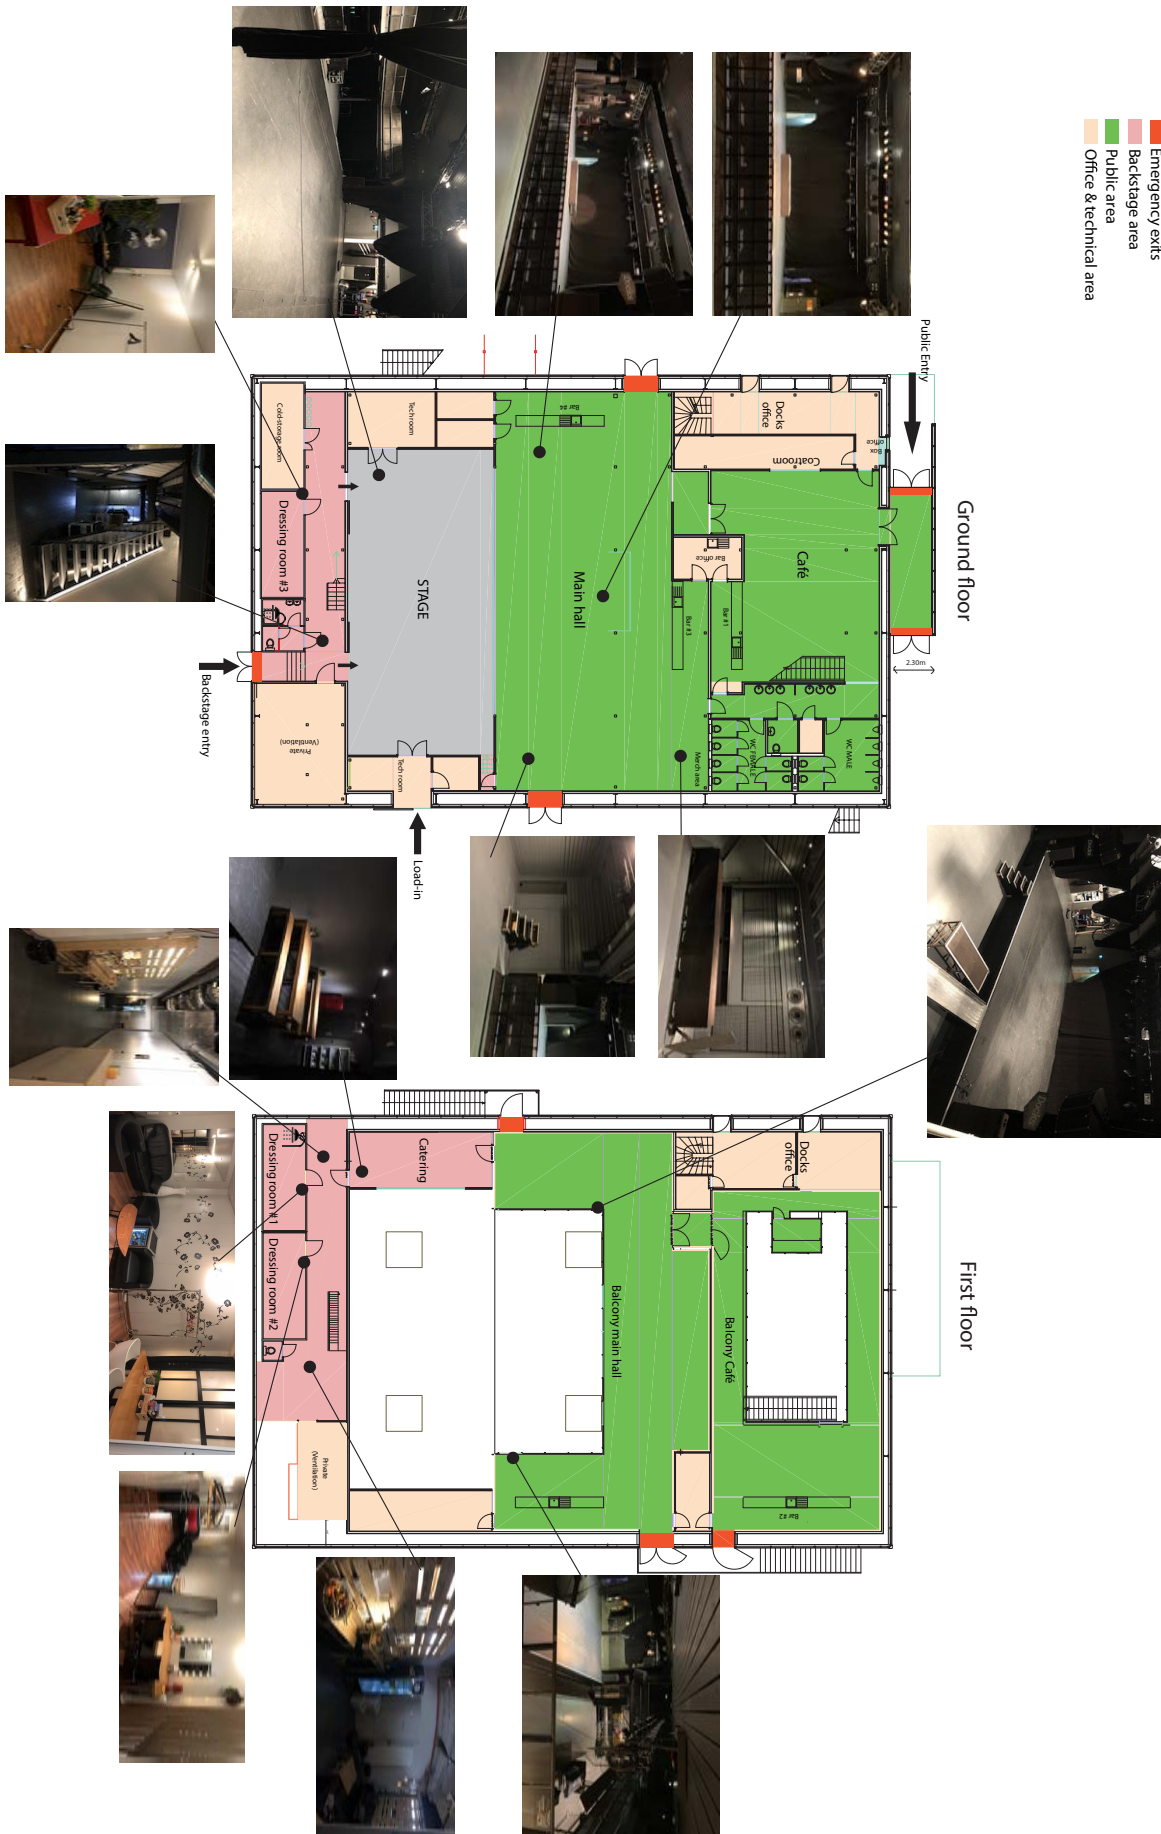 Emergency exits
Backstage area
Public area
Office & technical area
Ground floor
Public Entry
2.30m
Docks
office
Box
office
Coatroom
Café
Bar office
Bar #1
WC MALE
WC FEMALE
Bar #4
Main hall
Bar #3
Merch area
Tech room
STAGE
Tech room
Load-in
Cold-storage room
Dressing room #3
Private
(Ventilation)
Backstage entry
First floor
Docks
office
Balcony Café
Bar #2
Balcony main hall
Catering
Dressing room #1
Dressing room #2
Private
(Ventilation)